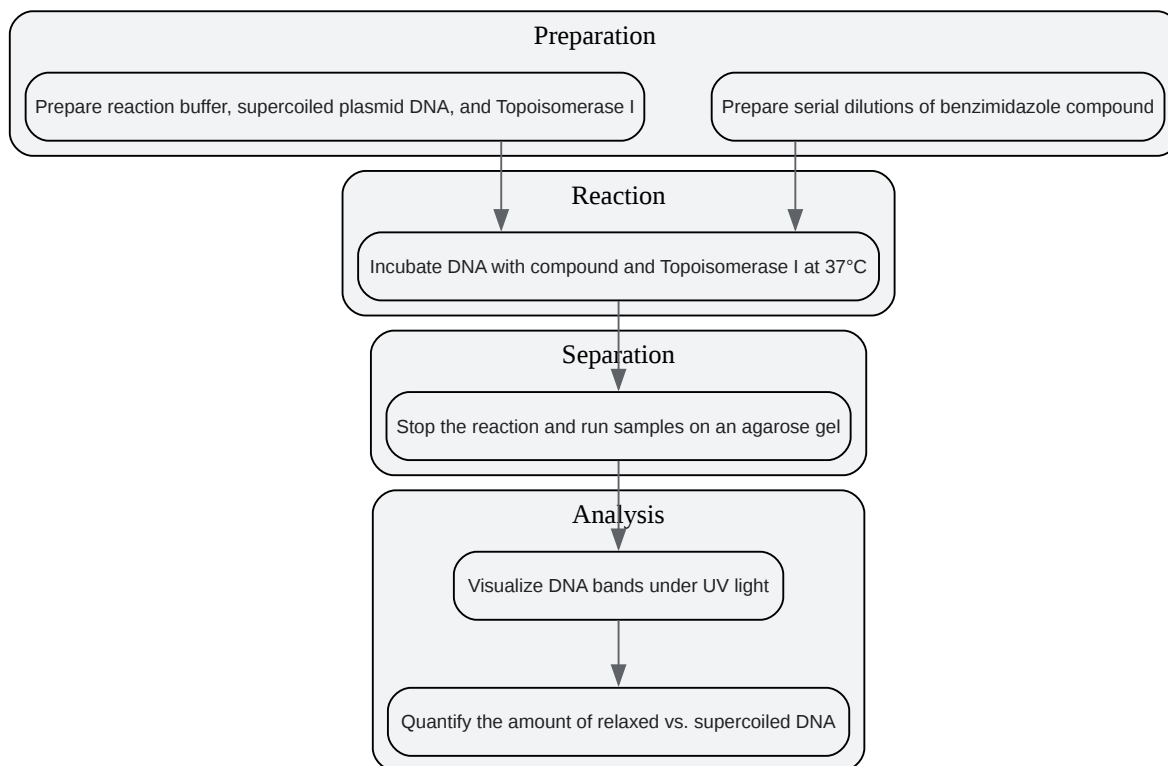 Preparation
Prepare reaction buffer, supercoiled plasmid DNA, and Topoisomerase I
Prepare serial dilutions of benzimidazole compound
Reaction
Incubate DNA with compound and Topoisomerase I at 37°C
Separation
Stop the reaction and run samples on an agarose gel
Analysis
Visualize DNA bands under UV light
Quantify the amount of relaxed vs. supercoiled DNA